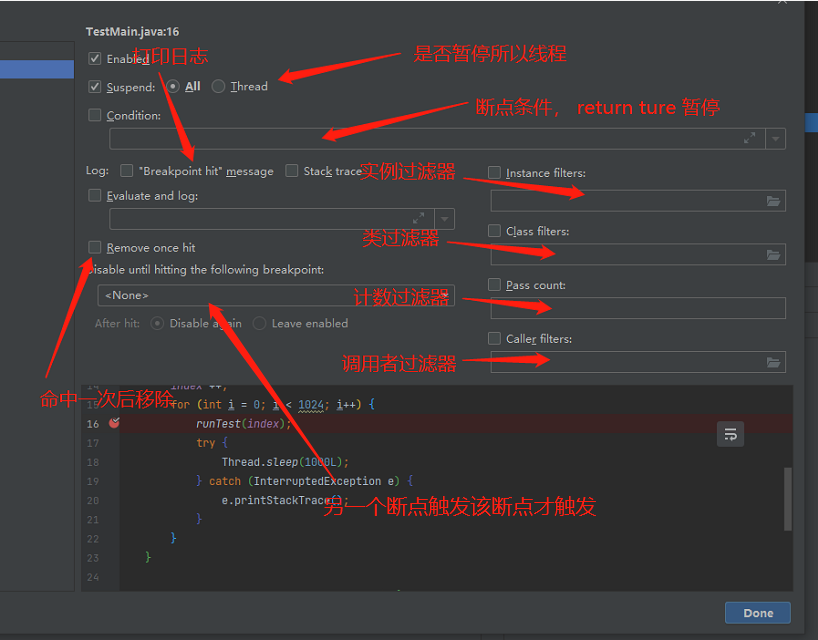 TestMain.java:16
Enabled
打印日志
是否暂停所以线程
Suspend: All Thread
断点条件， return ture 暂停
Condition:
Log: "Breakpoint hit" message Stack trace
实例过滤器
Instance filters:
Evaluate and log:
类过滤器
Class filters:
Remove once hit
Disable until hitting the following breakpoint:
<None>
计数过滤器
Pass count:
After hit: Disable again Leave enabled
调用者过滤器
Caller filters:
命中一次后移除
14 index ++;
15 for (int i = 0; i < 1024; i++) {
16 runTest(index);
17 try {
18 Thread.sleep(1000L);
19 } catch (InterruptedException e) {
20 e.printStackTrace();
另一个断点触发该断点才触发
21 }
22 }
23 }
24
Done